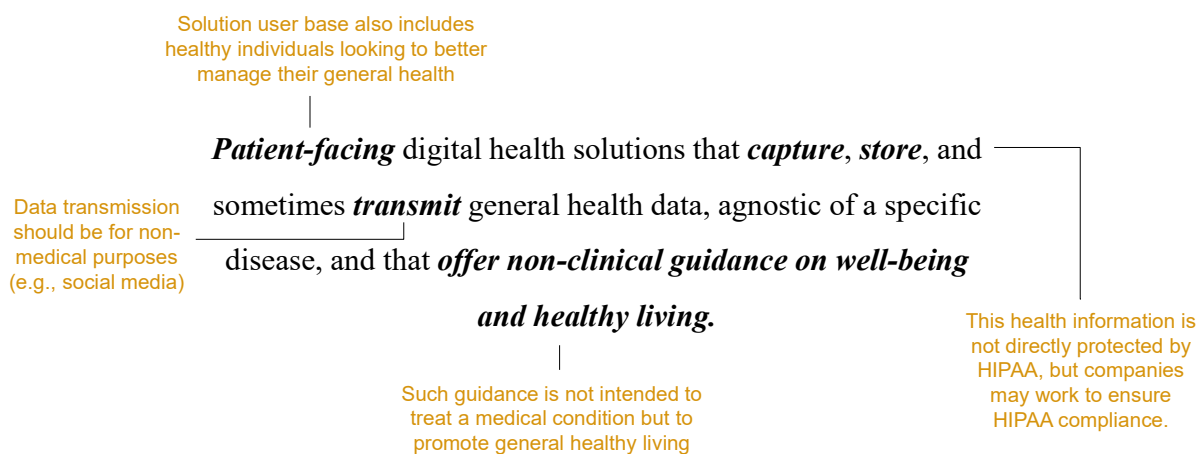 Solution user base also includes
healthy individuals looking to better
manage their general health
Patient-facing digital health solutions that capture, store, and
sometimes transmit general health data, agnostic of a specific
disease, and that offer non-clinical guidance on well-being
and healthy living.
Data transmission
should be for non-
medical purposes
(e.g., social media)
This health information is
not directly protected by
HIPAA, but companies
may work to ensure
HIPAA compliance.
Such guidance is not intended to
treat a medical condition but to
promote general healthy living